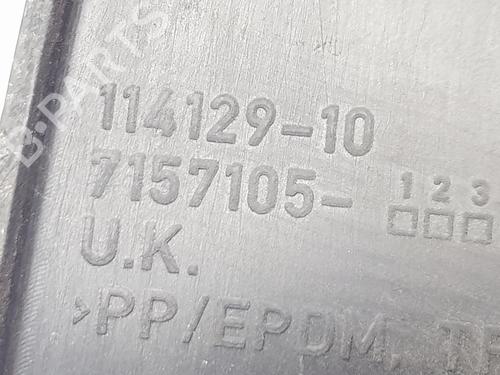 B-PARTS
114129-10
7157105-
1 2 3
U.K.
>PP/EPDM,